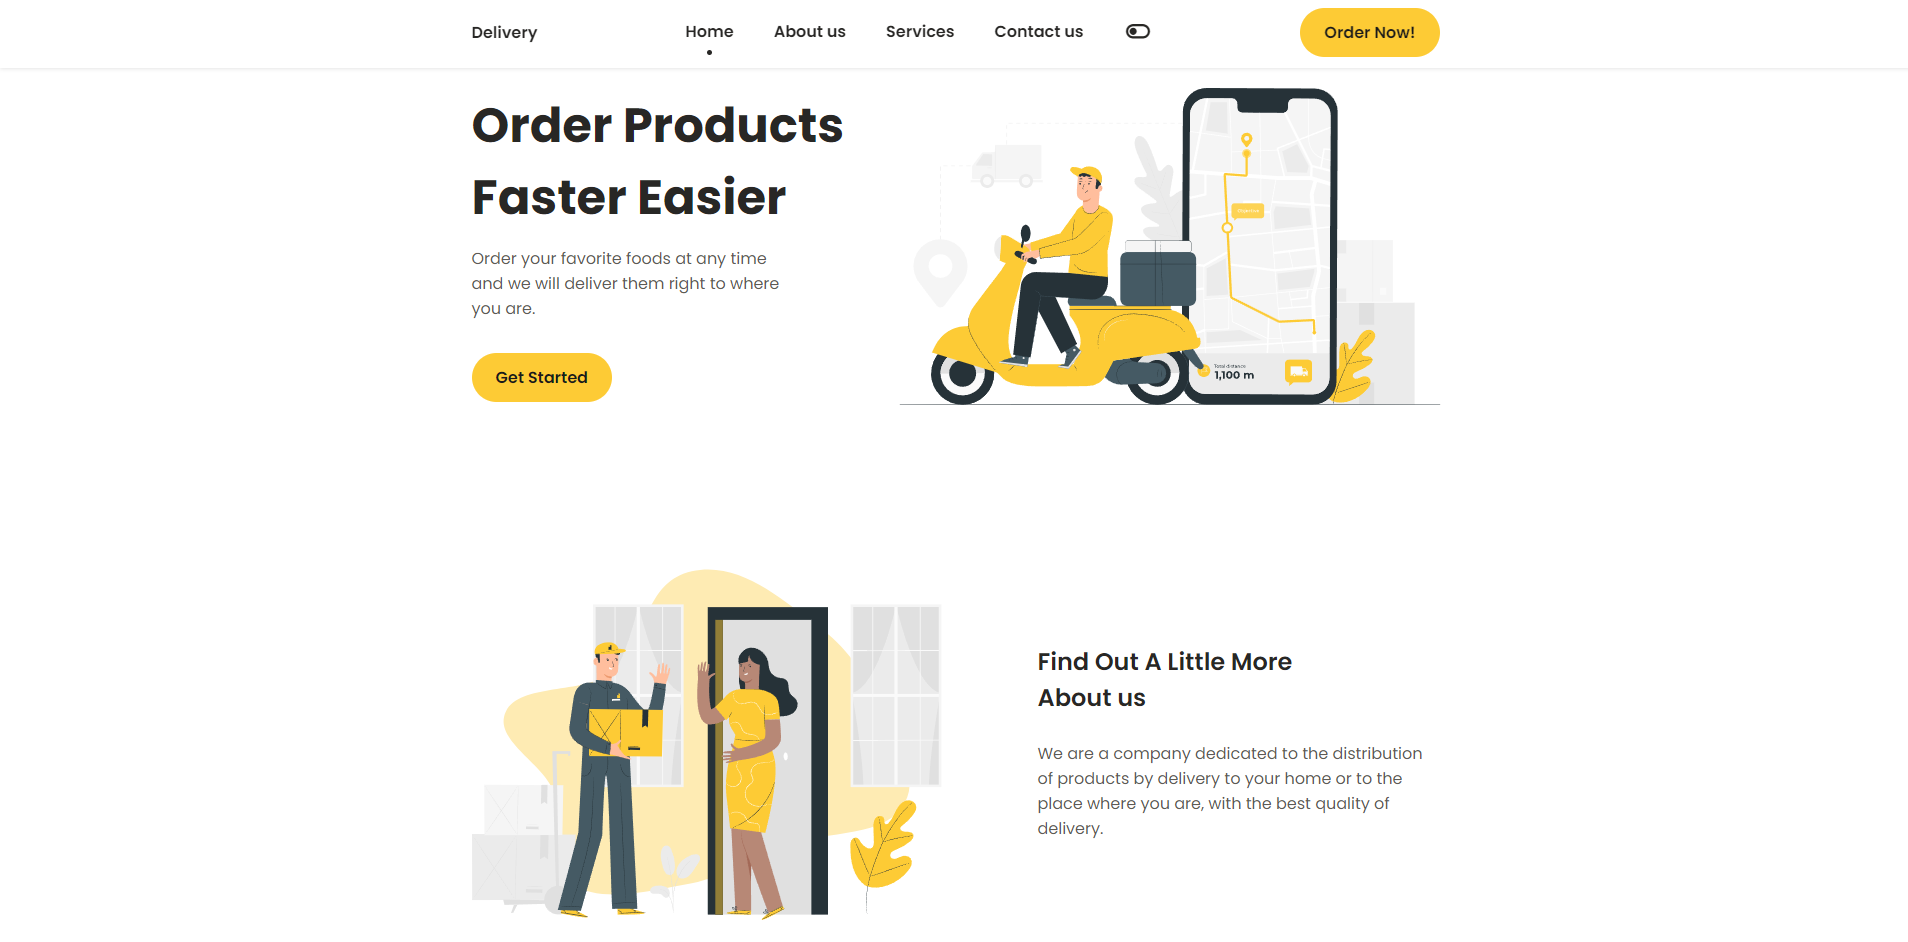 Delivery
Home
About us
Services
Contact us
Order Now!
Order Products
Faster Easier
Order your favorite foods at any time
and we will deliver them right to where
you are.
Get Started
Total distance
1,100 m
Find Out A Little More
About us
We are a company dedicated to the distribution
of products by delivery to your home or to the
place where you are, with the best quality of
delivery.